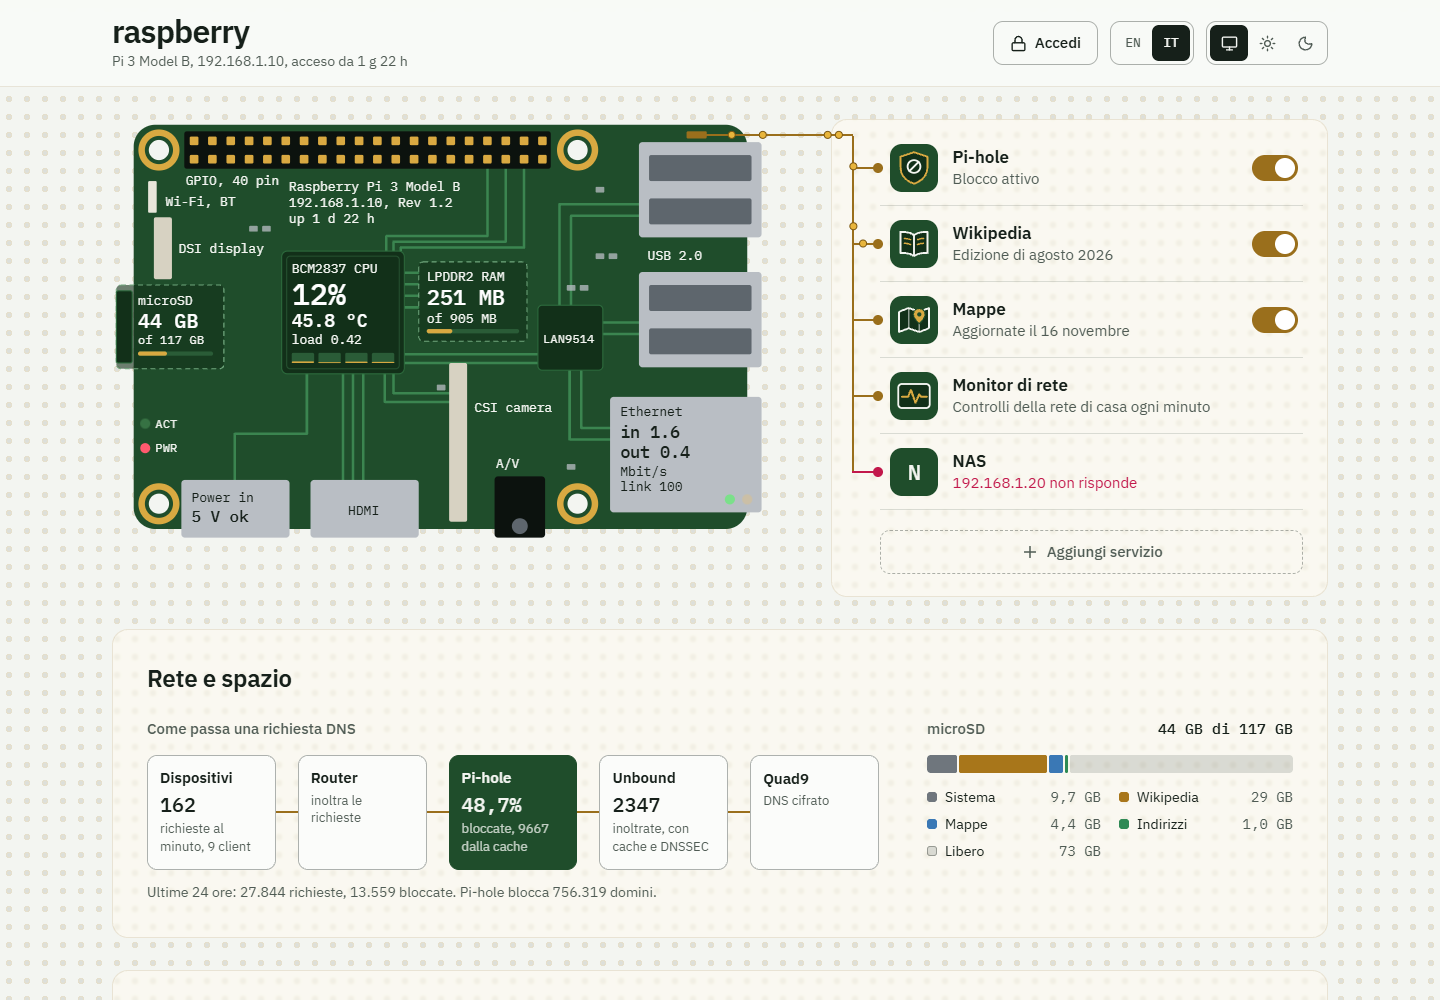 raspberry
Pi 3 Model B, 192.168.1.10, acceso da 1 g 22 h
Accedi
EN
IT
GPIO, 40 pin
Wi-Fi, BT
DSI display
Raspberry Pi 3 Model B
192.168.1.10, Rev 1.2
up 1 d 22 h
microSD
44 GB
of 117 GB
BCM2837 CPU
12%
45.8 °C
load 0.42
LPDDR2 RAM
251 MB
of 905 MB
LAN9514
USB 2.0
ACT
PWR
CSI camera
A/V
Ethernet
in 1.6
out 0.4
Mbit/s
link 100
Power in
5 V ok
HDMI
Pi-hole
Blocco attivo
Wikipedia
Edizione di agosto 2026
Mappe
Aggiornate il 16 novembre
Monitor di rete
Controlli della rete di casa ogni minuto
N
NAS
192.168.1.20 non risponde
Aggiungi servizio
Rete e spazio
Come passa una richiesta DNS
Dispositivi
162
richieste al
minuto, 9 client
Router
inoltra le
richieste
Pi-hole
48,7%
bloccate, 9667
dalla cache
Unbound
2347
inoltrate, con
cache e DNSSEC
Quad9
DNS cifrato
Ultime 24 ore: 27.844 richieste, 13.559 bloccate. Pi-hole blocca 756.319 domini.
microSD
44 GB di 117 GB
Sistema 9,7 GB
Wikipedia 29 GB
Mappe 4,4 GB
Indirizzi 1,0 GB
Libero 73 GB